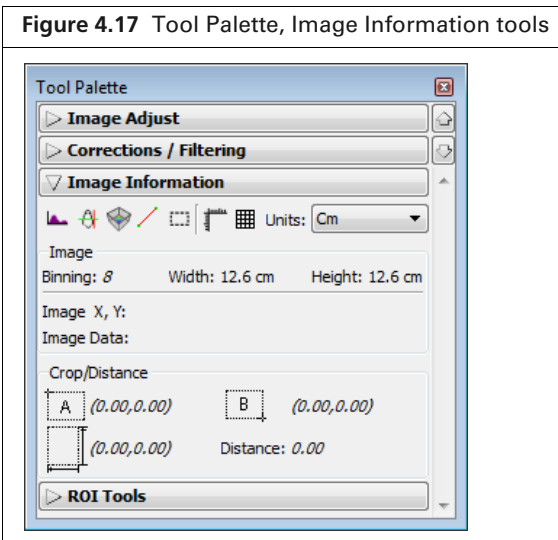 Figure 4.17 Tool Palette, Image Information tools
Tool Palette
Image Adjust
Corrections / Filtering
Image Information
Units: Cm
Image
Binning: 8 Width: 12.6 cm Height: 12.6 cm
Image X, Y:
Image Data:
Crop/Distance
A (0.00,0.00) B (0.00,0.00)
(0.00,0.00) Distance: 0.00
ROI Tools